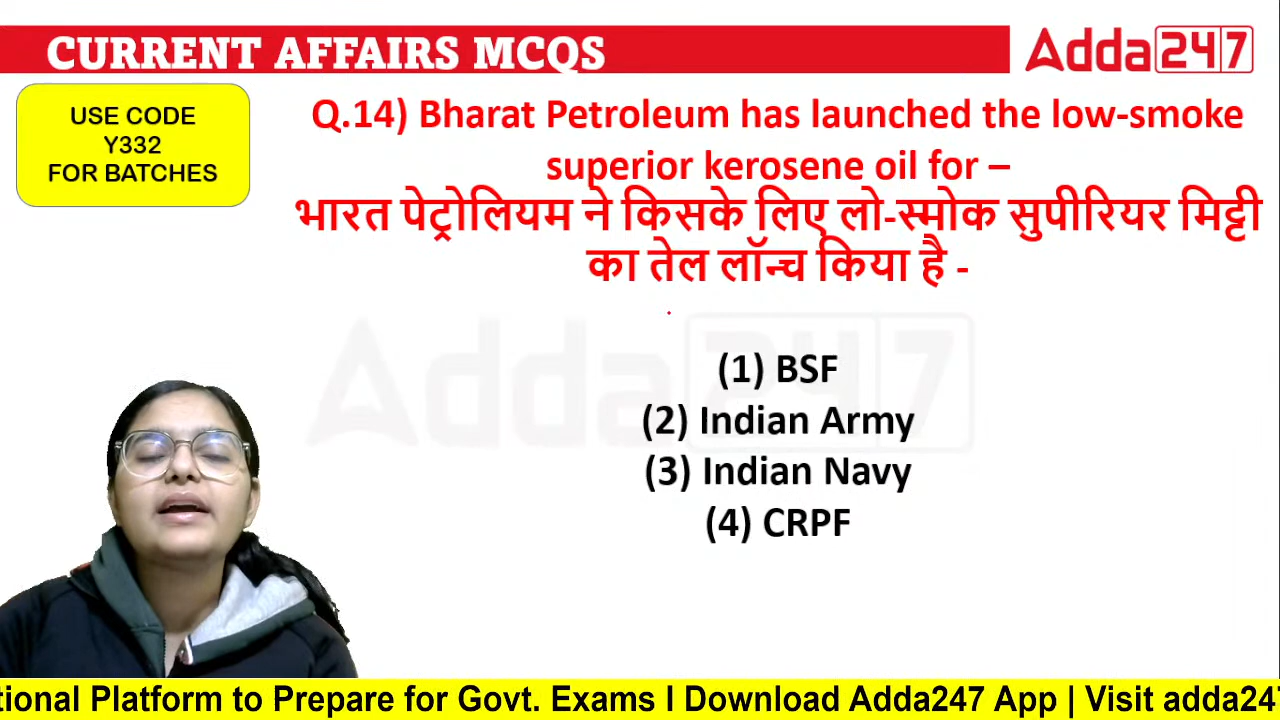 CURRENT AFFAIRS MCQS
Adda247
USE CODE
Y332
FOR BATCHES
Q.14) Bharat Petroleum has launched the low-smoke
superior kerosene oil for –
भारत पेट्रोलियम ने किसके लिए लो-स्मोक सुपीरियर मिट्टी
का तेल लॉन्च किया है -
Adda247
(1) BSF
(2) Indian Army
(3) Indian Navy
(4) CRPF
tional Platform to Prepare for Govt. Exams I Download Adda247 App | Visit adda247